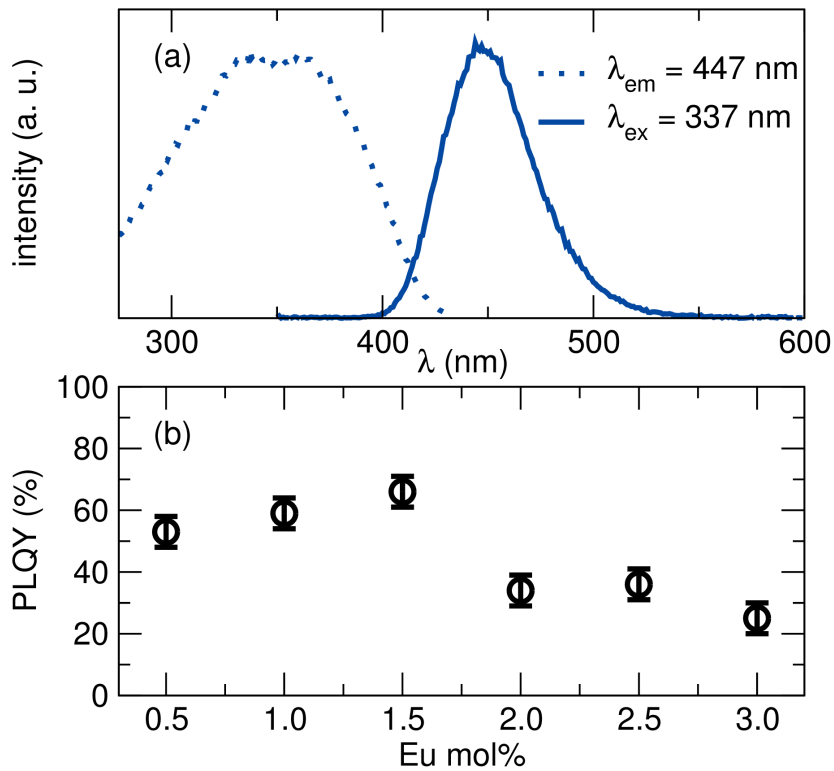 (a)
λem = 447 nm
λex = 337 nm
intensity (a. u.)
300 400 500 600
λ (nm)
100
(b)
80
60
40
20
0
PLQY (%)
0.5 1.0 1.5 2.0 2.5 3.0
Eu mol%